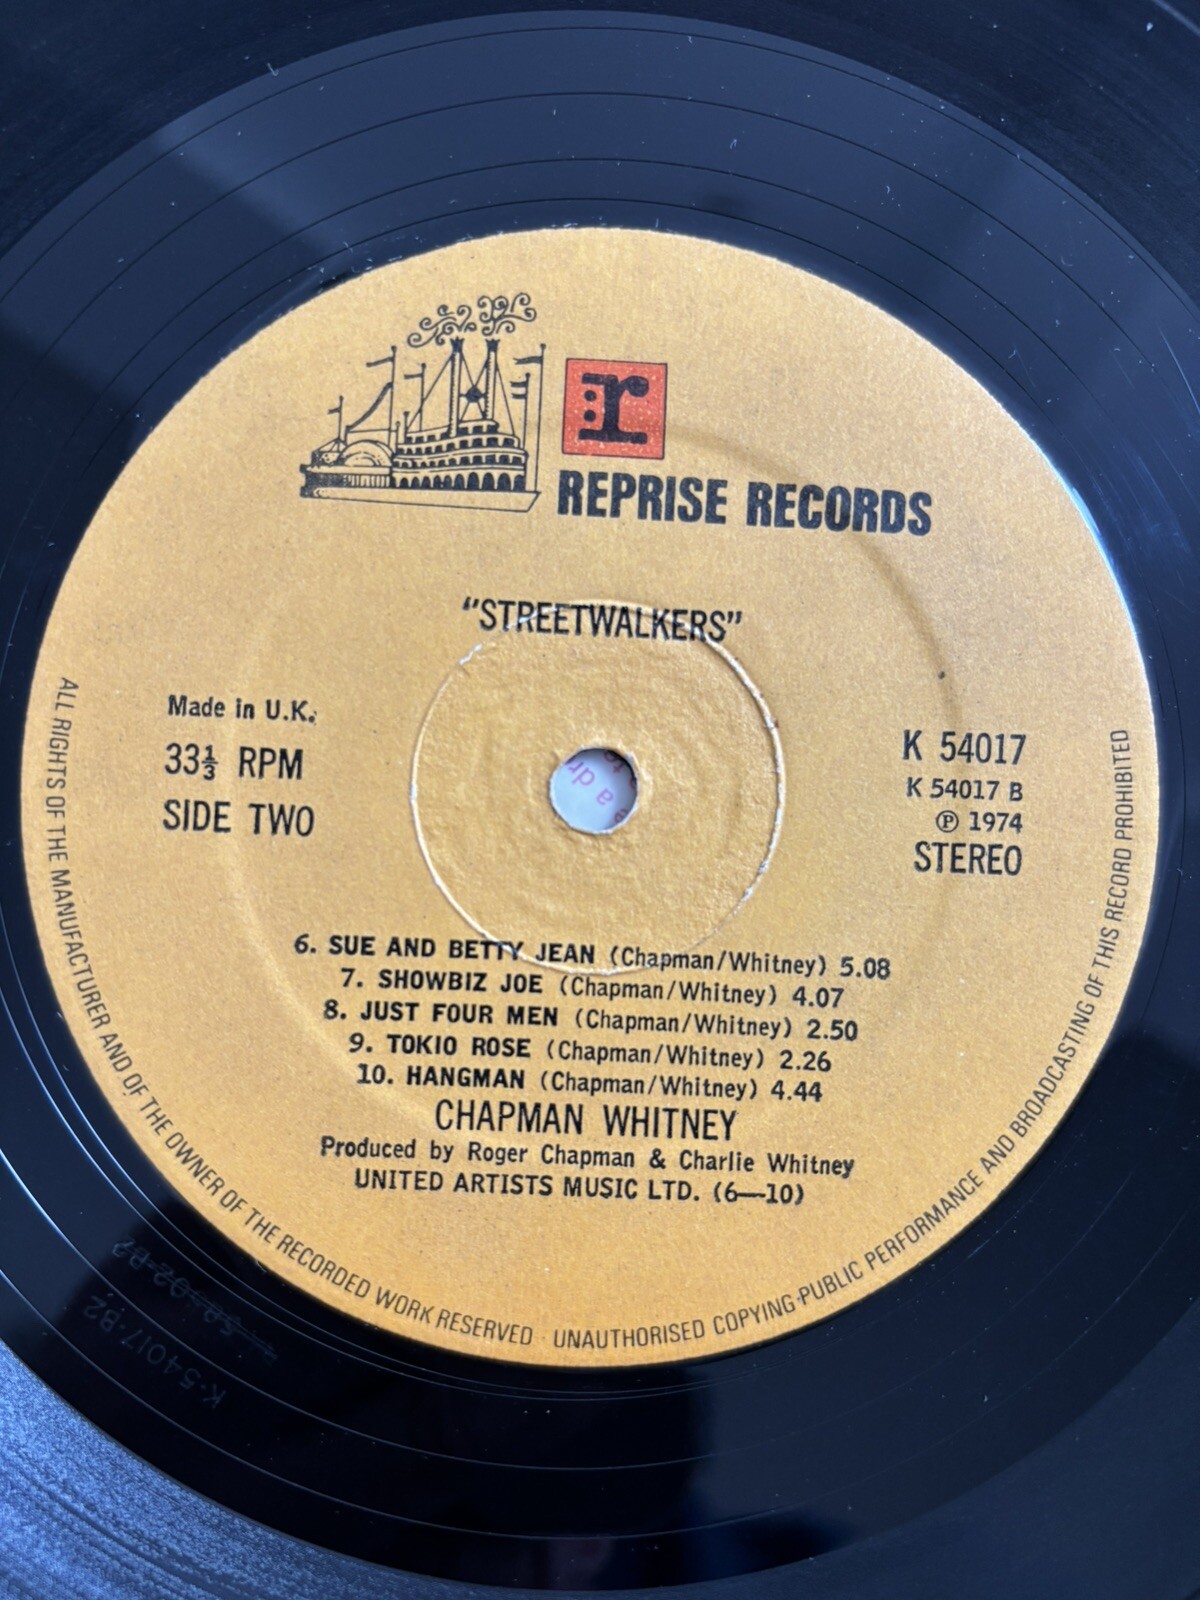 r
REPRISE RECORDS
"STREETWALKERS"
Made in U.K.
33⅓ RPM
SIDE TWO
K 54017
K 54017 B
Ⓟ 1974
STEREO
6. SUE AND BETTY JEAN (Chapman/Whitney) 5.08
7. SHOWBIZ JOE (Chapman/Whitney) 4.07
8. JUST FOUR MEN (Chapman/Whitney) 2.50
9. TOKIO ROSE (Chapman/Whitney) 2.26
10. HANGMAN (Chapman/Whitney) 4.44
CHAPMAN WHITNEY
Produced by Roger Chapman & Charlie Whitney
UNITED ARTISTS MUSIC LTD. (6—10)
ALL RIGHTS OF THE MANUFACTURER AND OF THE OWNER OF THE RECORDED WORK RESERVED · UNAUTHORISED COPYING·PUBLIC PERFORMANCE AND BROADCASTING OF THIS RECORD PROHIBITED
K·54017·B2